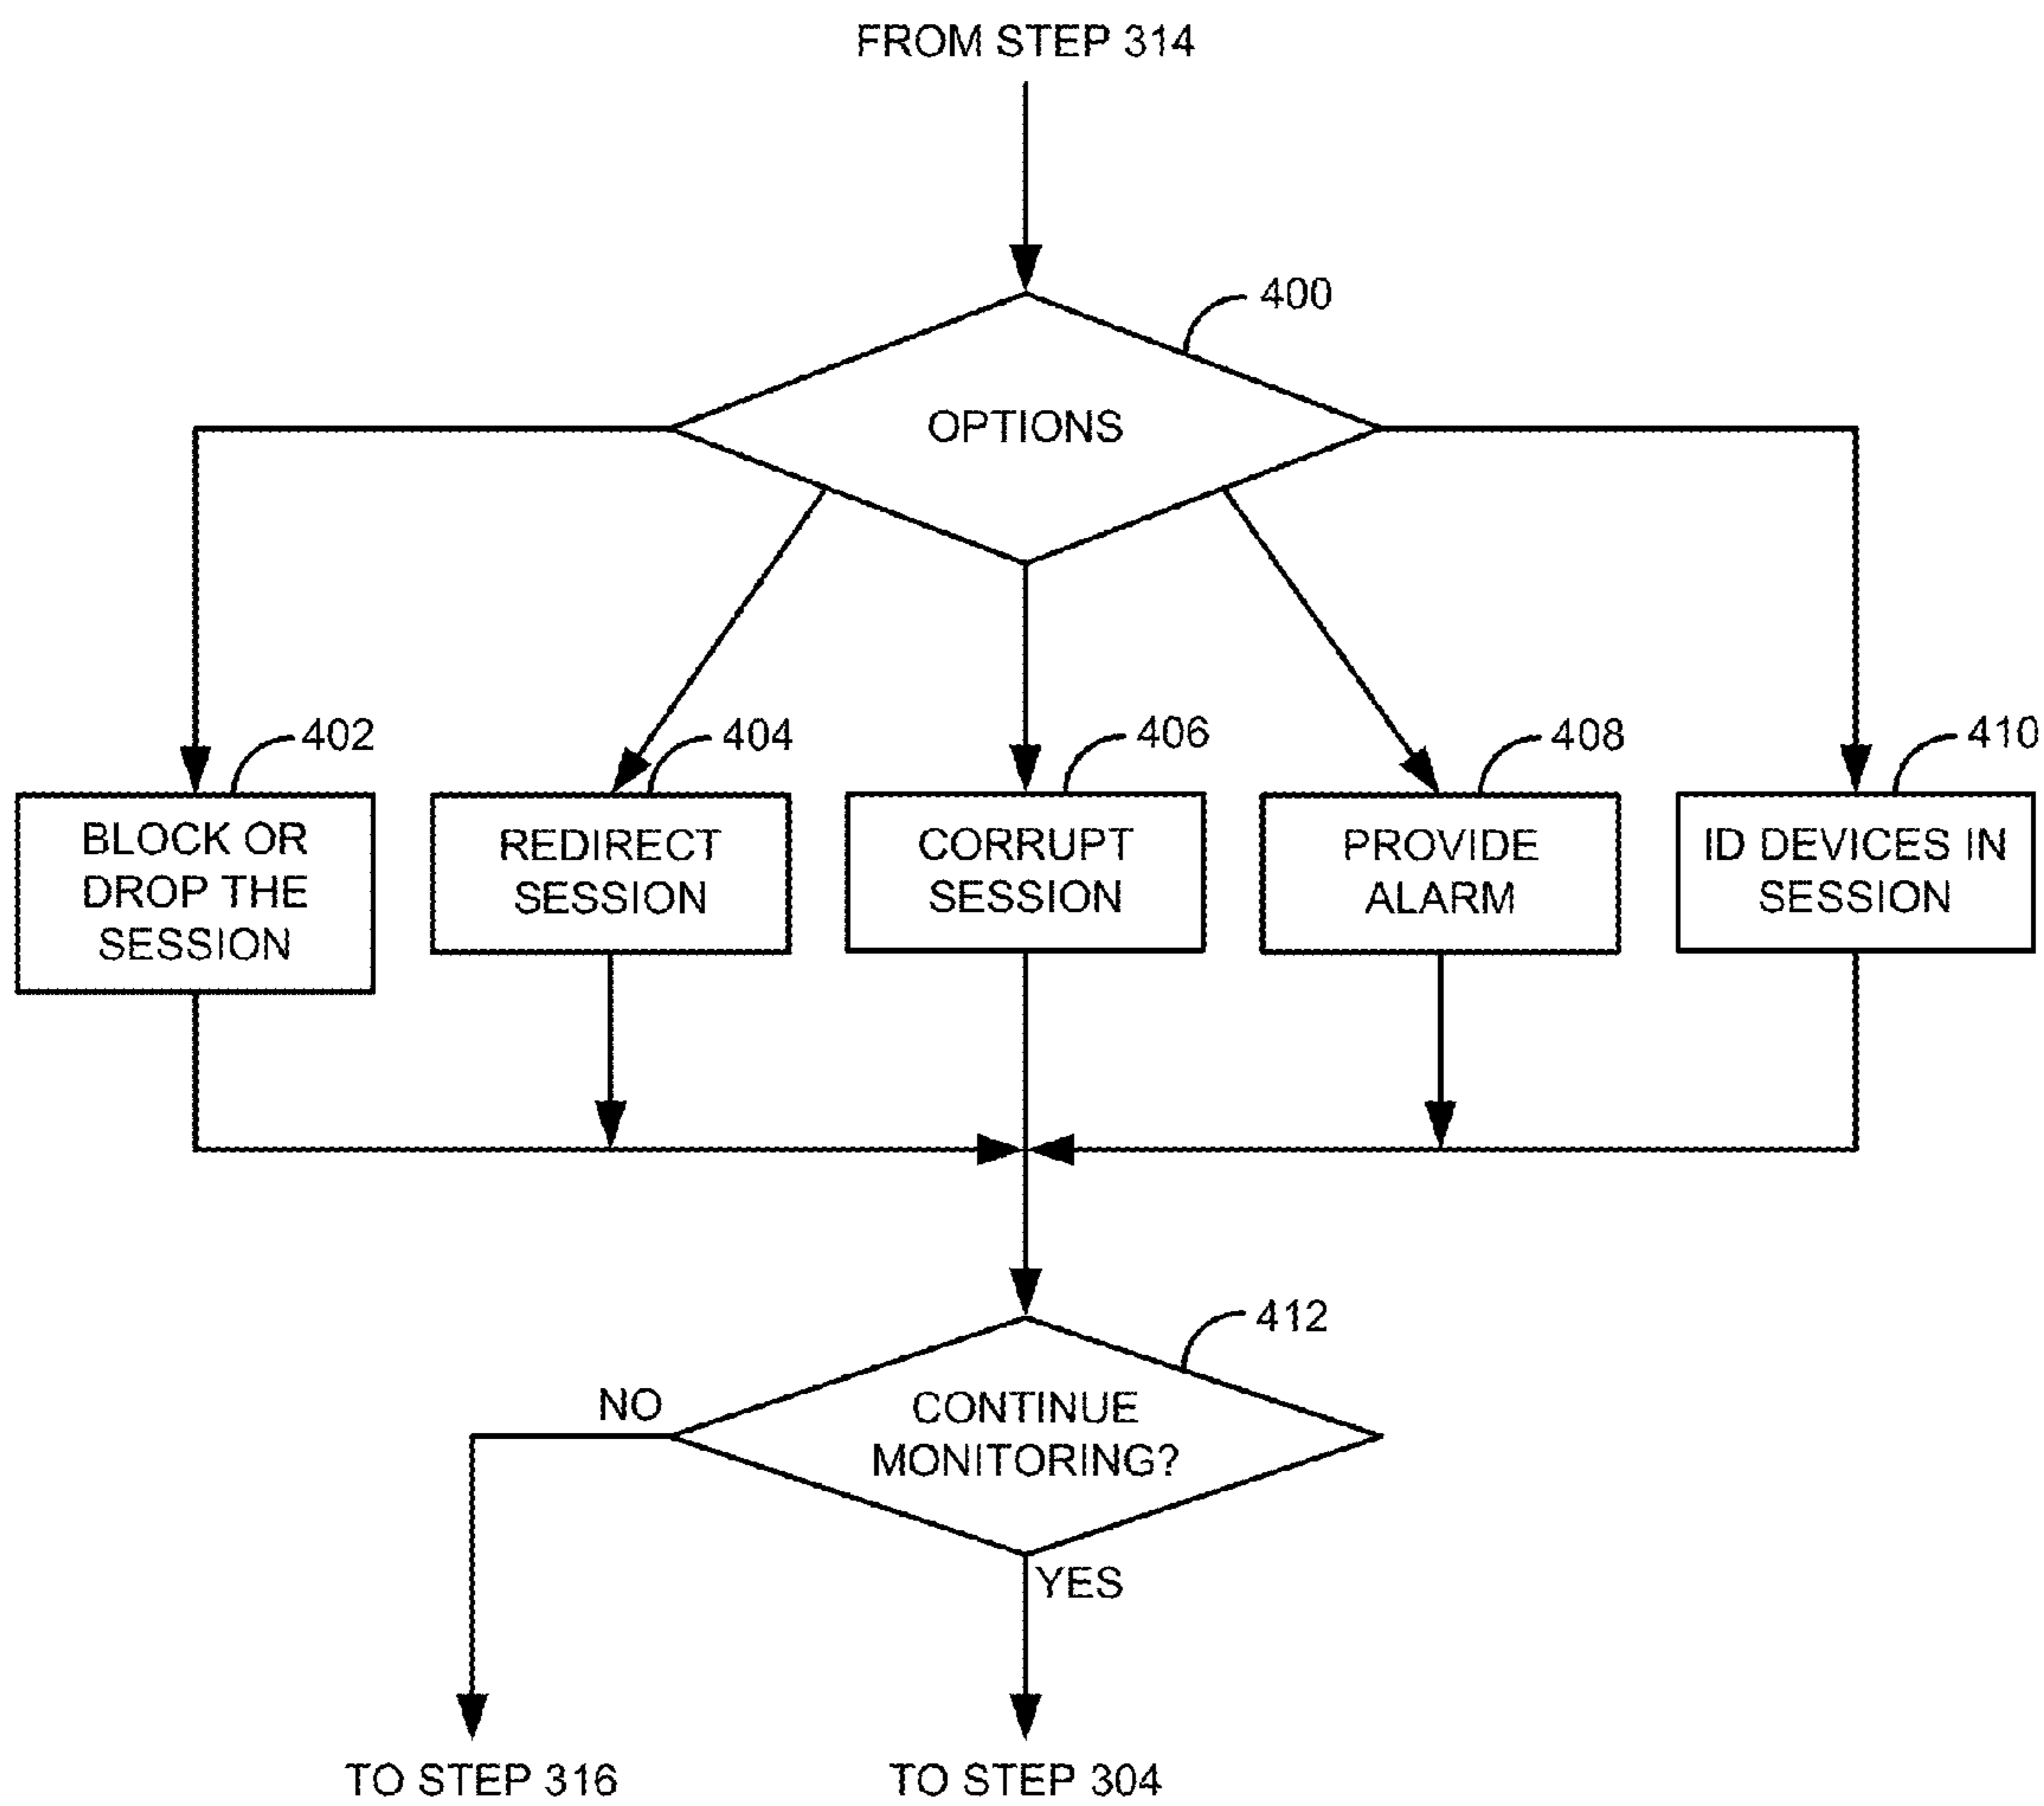 FROM STEP 314
400
OPTIONS
402
404
406
408
410
BLOCK OR
DROP THE
SESSION
REDIRECT
SESSION
CORRUPT
SESSION
PROVIDE
ALARM
ID DEVICES IN
SESSION
412
NO
CONTINUE
MONITORING?
YES
TO STEP 316
TO STEP 304